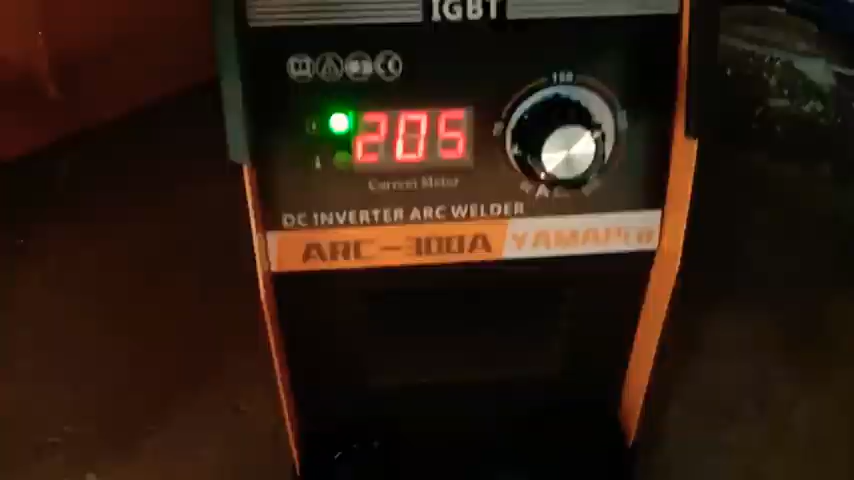 IGBT
205
Current Meter
DC INVERTER ARC WELDER
ARC-300A